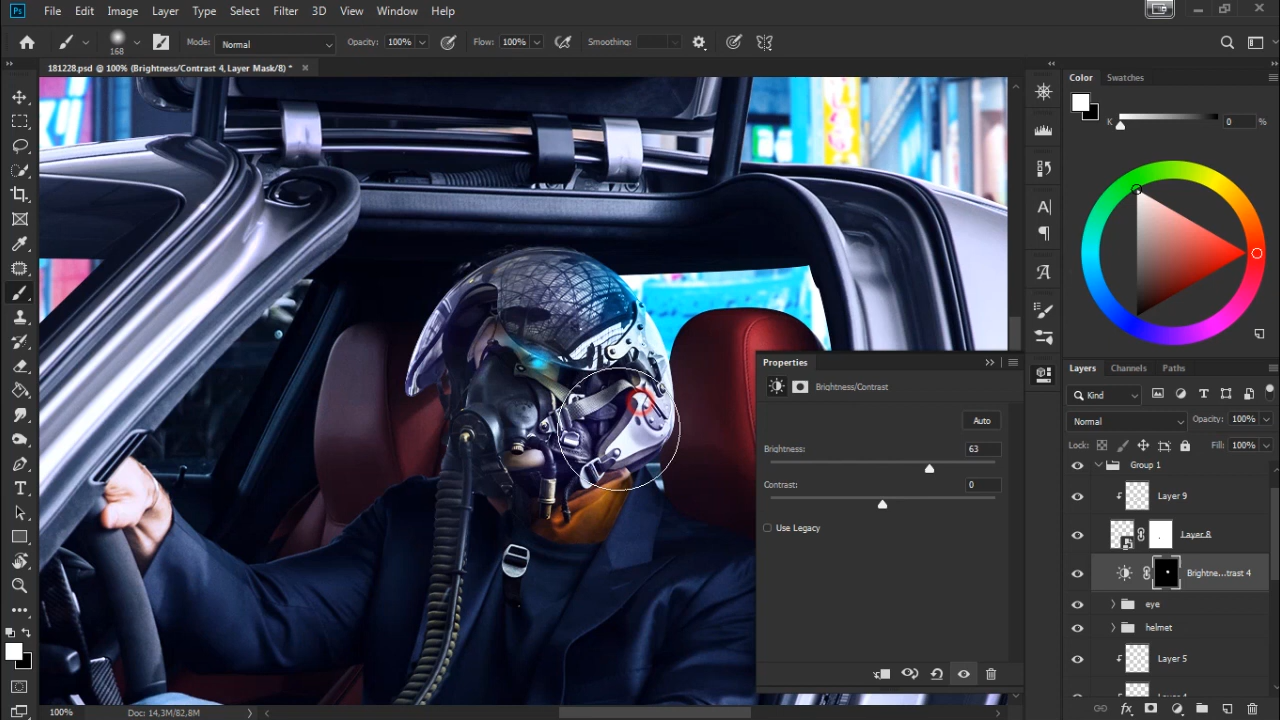 Ps File Edit Image Layer Type Select Filter 3D View Window Help
168 Mode: Normal Opacity: 100% Flow: 100% Smoothing:
181228.psd @ 100% (Brightness/Contrast 4, Layer Mask/8) *
Color Swatches
K 0 %
Properties
Brightness/Contrast
Auto
Brightness: 63
Contrast: 0
Use Legacy
Layers Channels Paths
Kind
Normal Opacity: 100%
Lock: Fill: 100%
Group 1
Layer 9
Layer 8
Brightne...trast 4
eye
helmet
Layer 5
100% Doc: 14,3M/82,8M